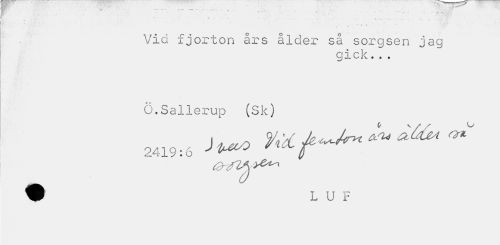 Vid fjorton års ålder så sorgsen jag
gick...
Ö.Sallerup (Sk)
2419:6 Vid femton års ålder så
sorgsen
L U F